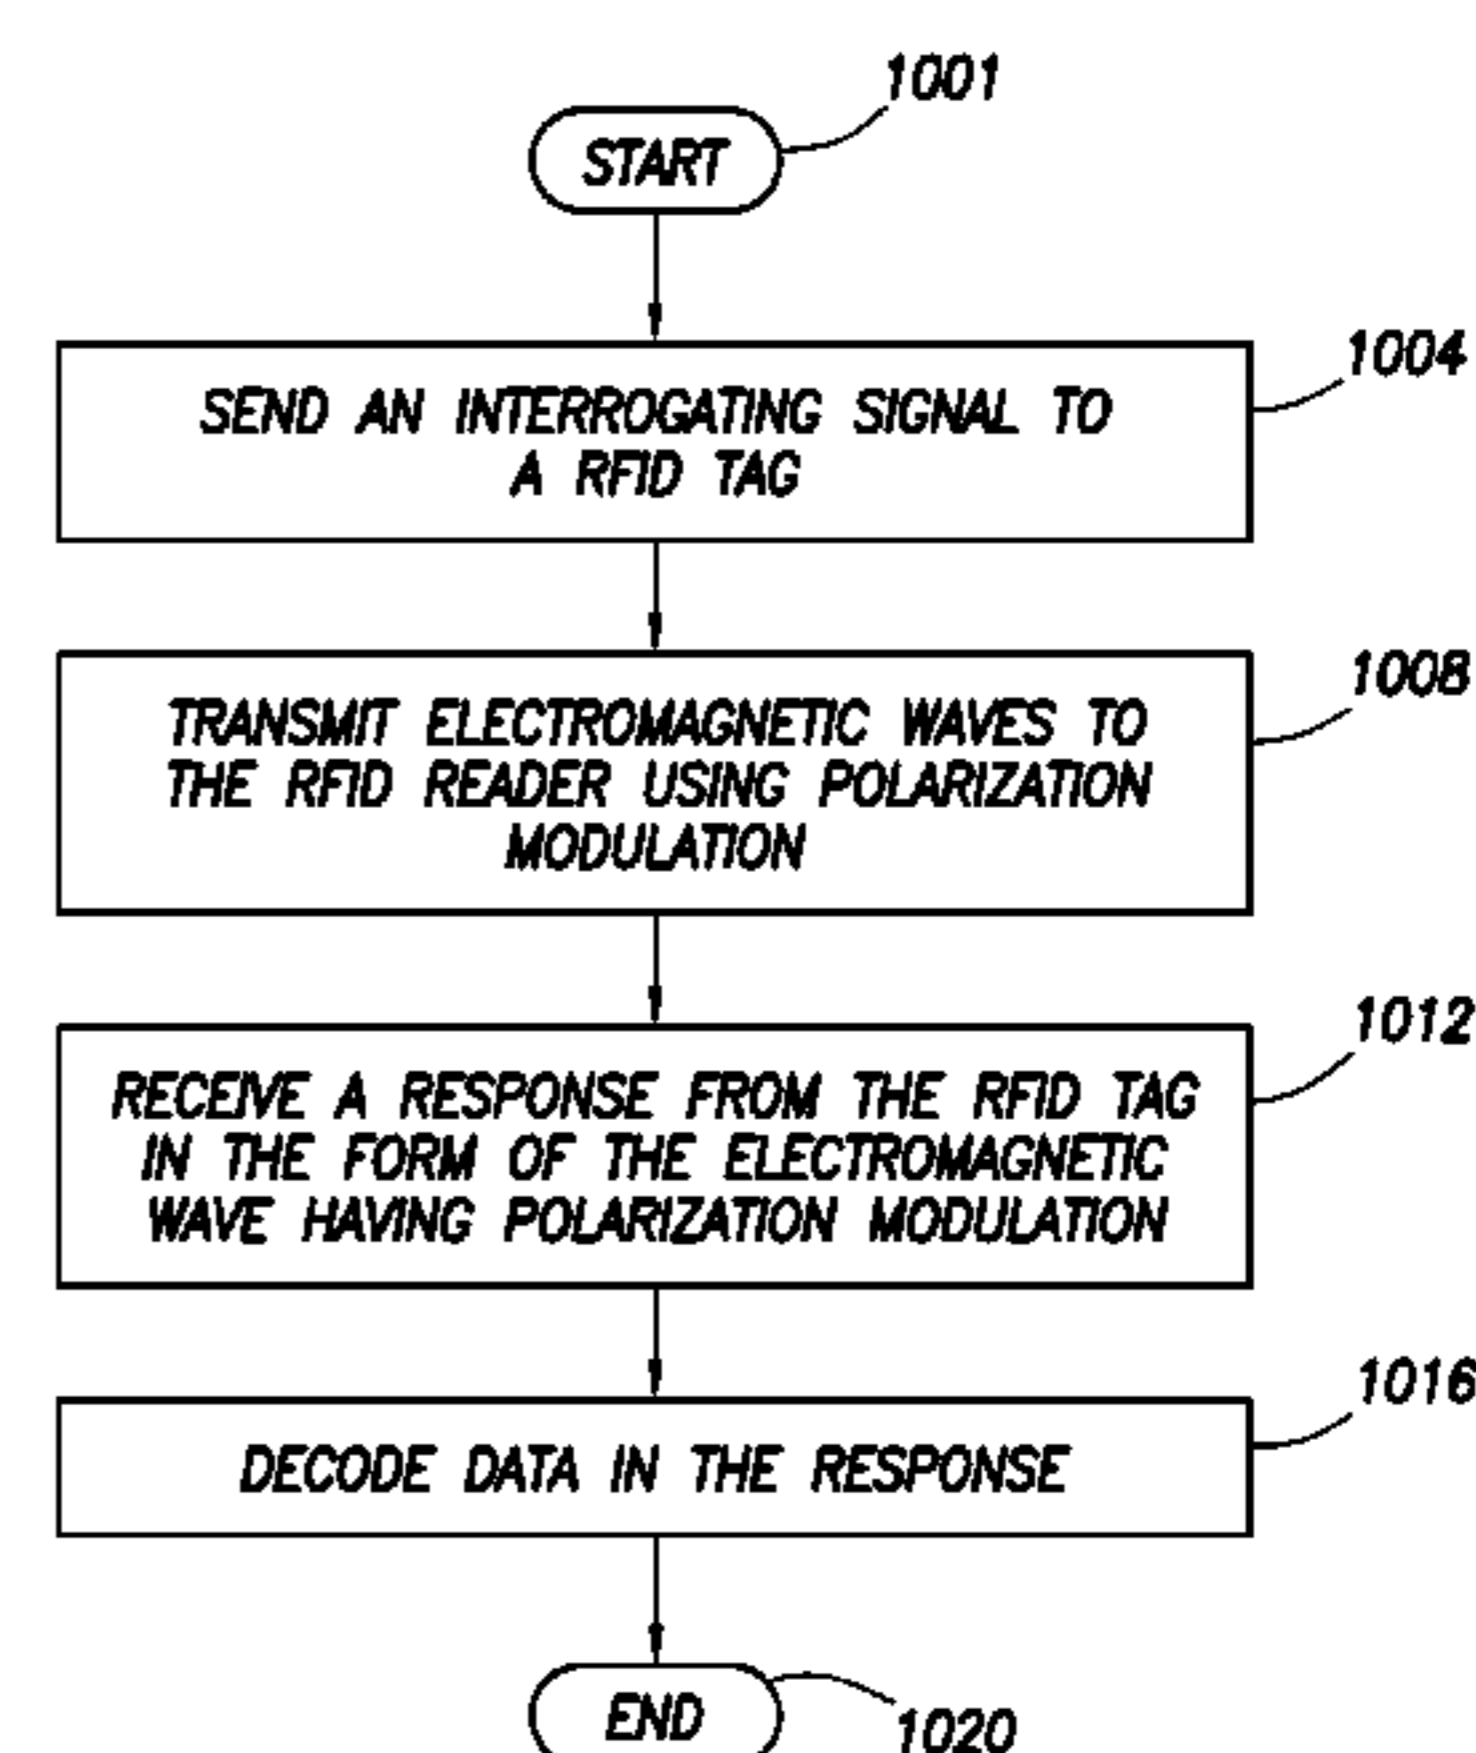 1001
START
1004
SEND AN INTERROGATING SIGNAL TO
A RFID TAG
1008
TRANSMIT ELECTROMAGNETIC WAVES TO
THE RFID READER USING POLARIZATION
MODULATION
1012
RECEIVE A RESPONSE FROM THE RFID TAG
IN THE FORM OF THE ELECTROMAGNETIC
WAVE HAVING POLARIZATION MODULATION
1016
DECODE DATA IN THE RESPONSE
END
1020